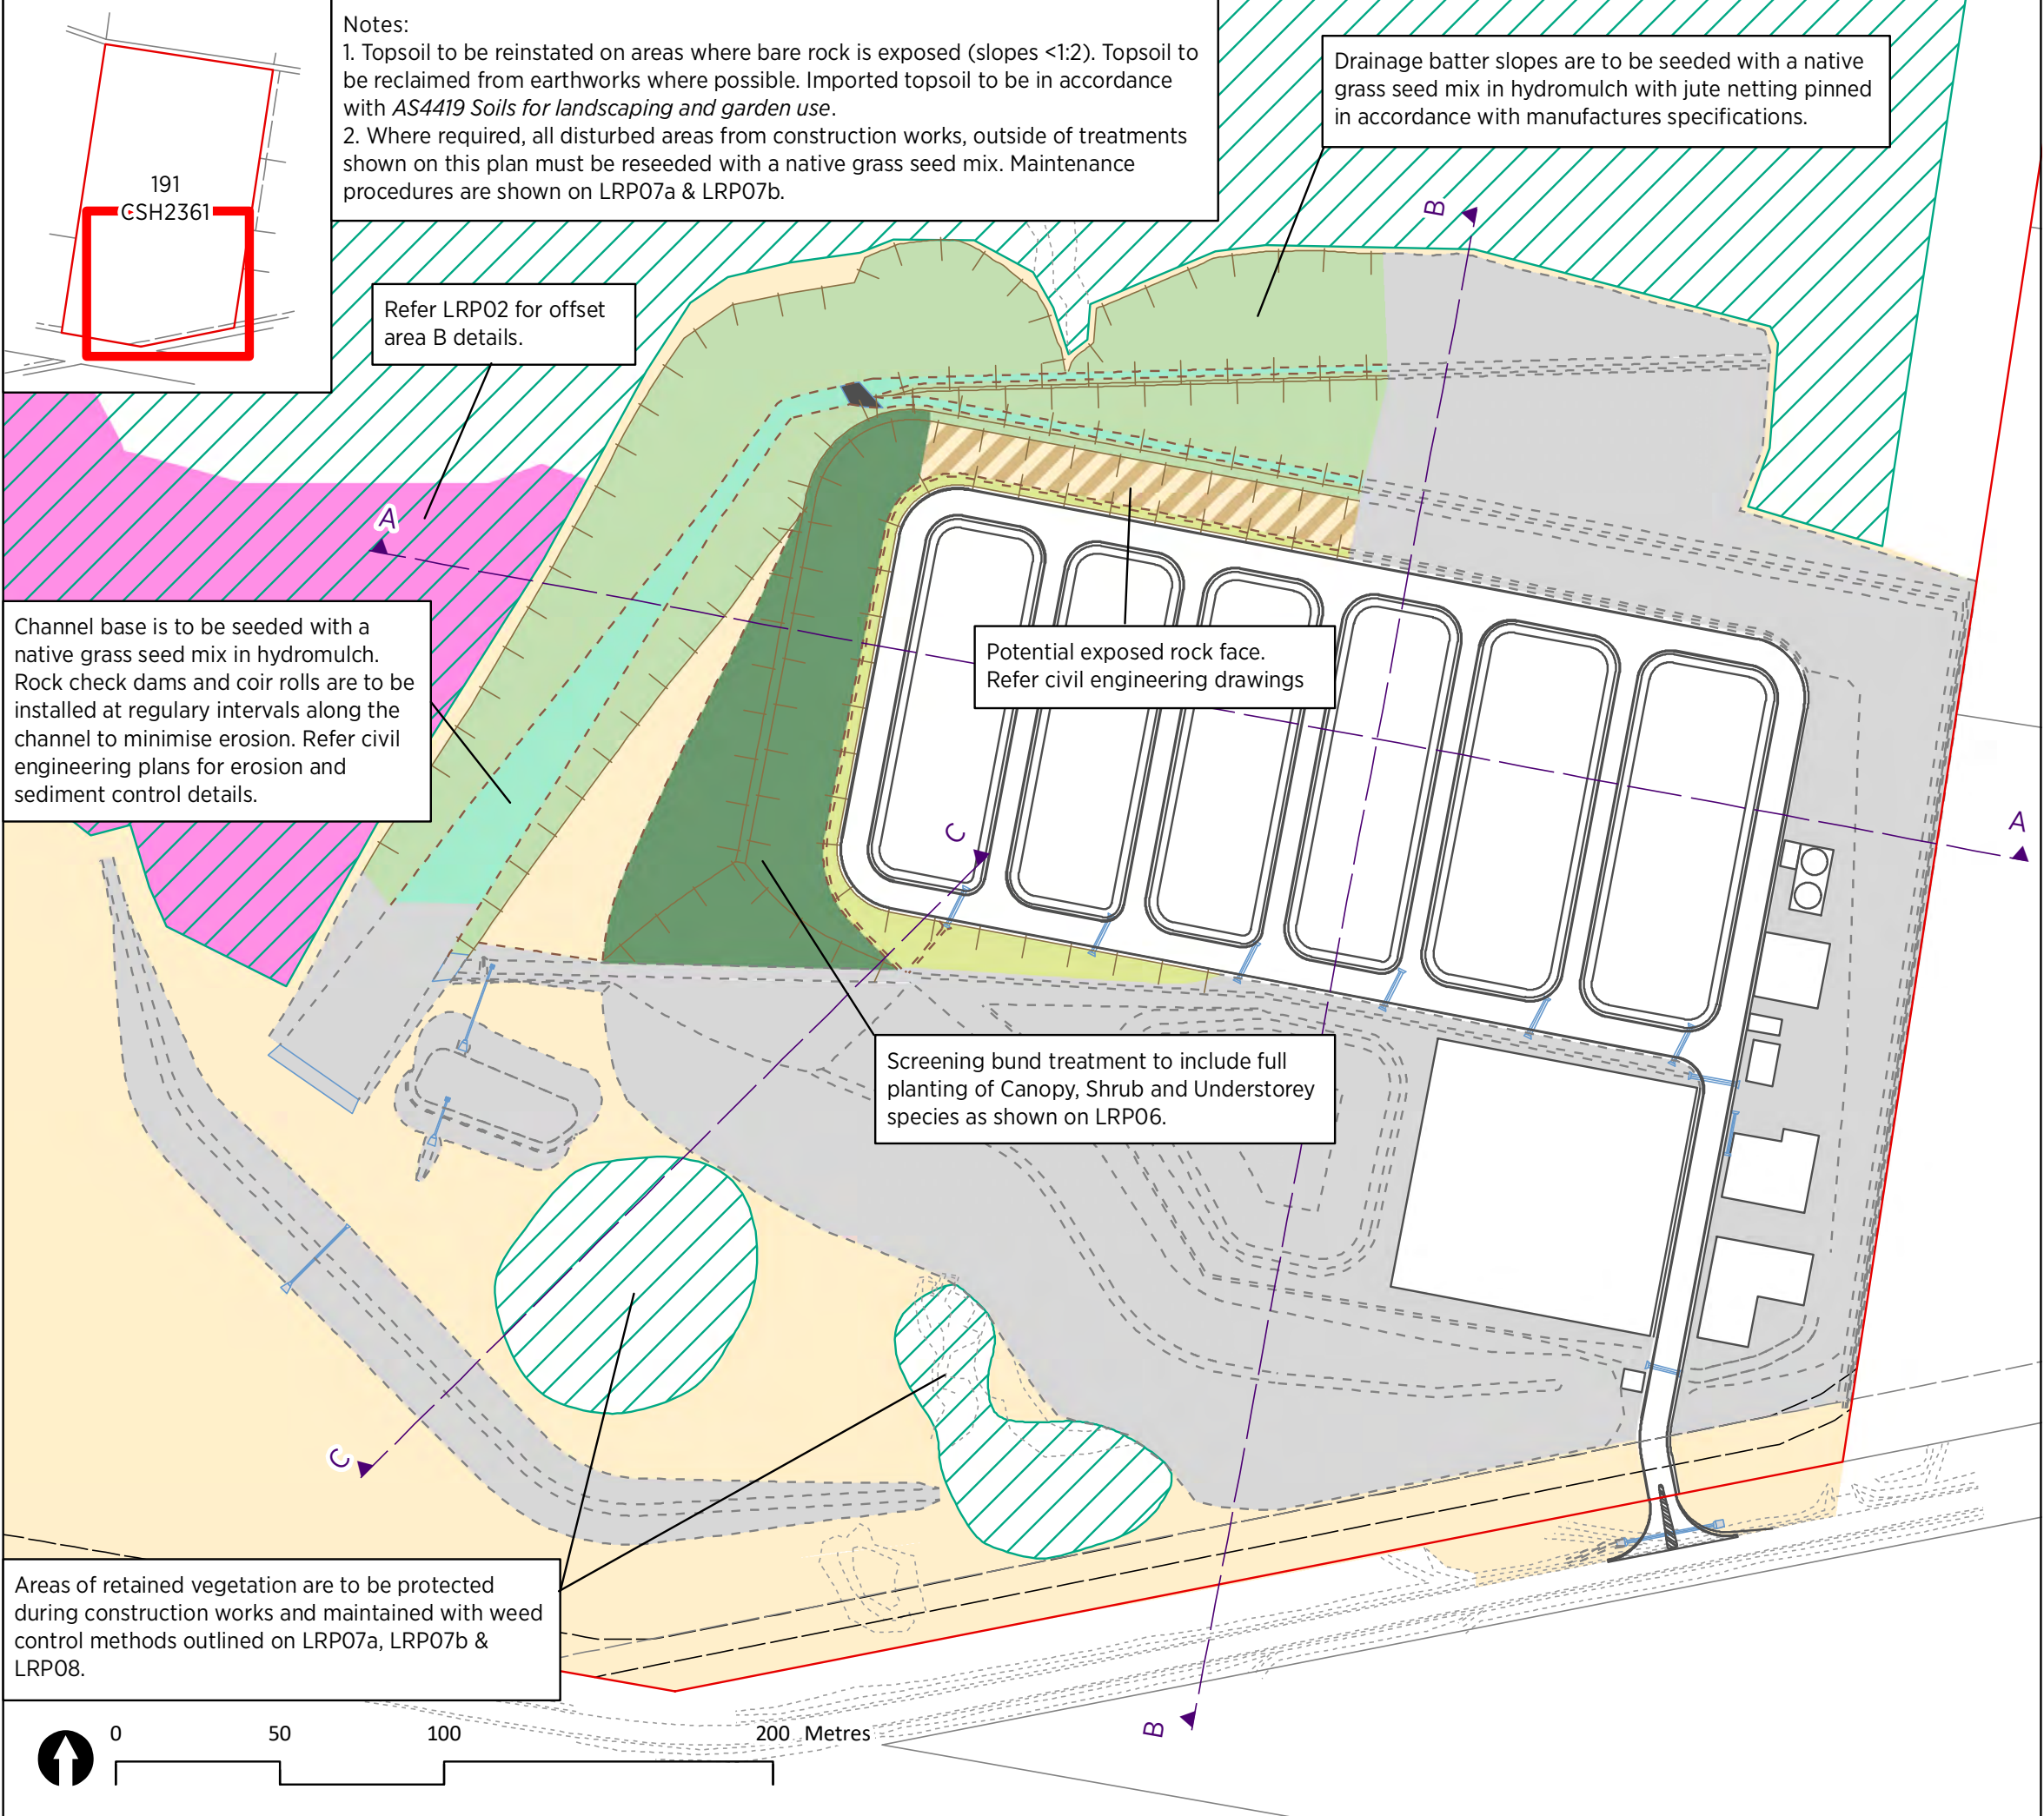 Notes:
1. Topsoil to be reinstated on areas where bare rock is exposed (slopes <1:2). Topsoil to
be reclaimed from earthworks where possible. Imported topsoil to be in accordance
with AS4419 Soils for landscaping and garden use.
2. Where required, all disturbed areas from construction works, outside of treatments
shown on this plan must be reseeded with a native grass seed mix. Maintenance
procedures are shown on LRP07a & LRP07b.
Drainage batter slopes are to be seeded with a native
grass seed mix in hydromulch with jute netting pinned
in accordance with manufactures specifications.
191
CSH2361
B
Refer LRP02 for offset
area B details.
A
Channel base is to be seeded with a
native grass seed mix in hydromulch.
Rock check dams and coir rolls are to be
installed at regulary intervals along the
channel to minimise erosion. Refer civil
engineering plans for erosion and
sediment control details.
Potential exposed rock face.
Refer civil engineering drawings
C
A
Screening bund treatment to include full
planting of Canopy, Shrub and Understorey
species as shown on LRP06.
C
Areas of retained vegetation are to be protected
during construction works and maintained with weed
control methods outlined on LRP07a, LRP07b &
LRP08.
B
0 50 100 200 Metres